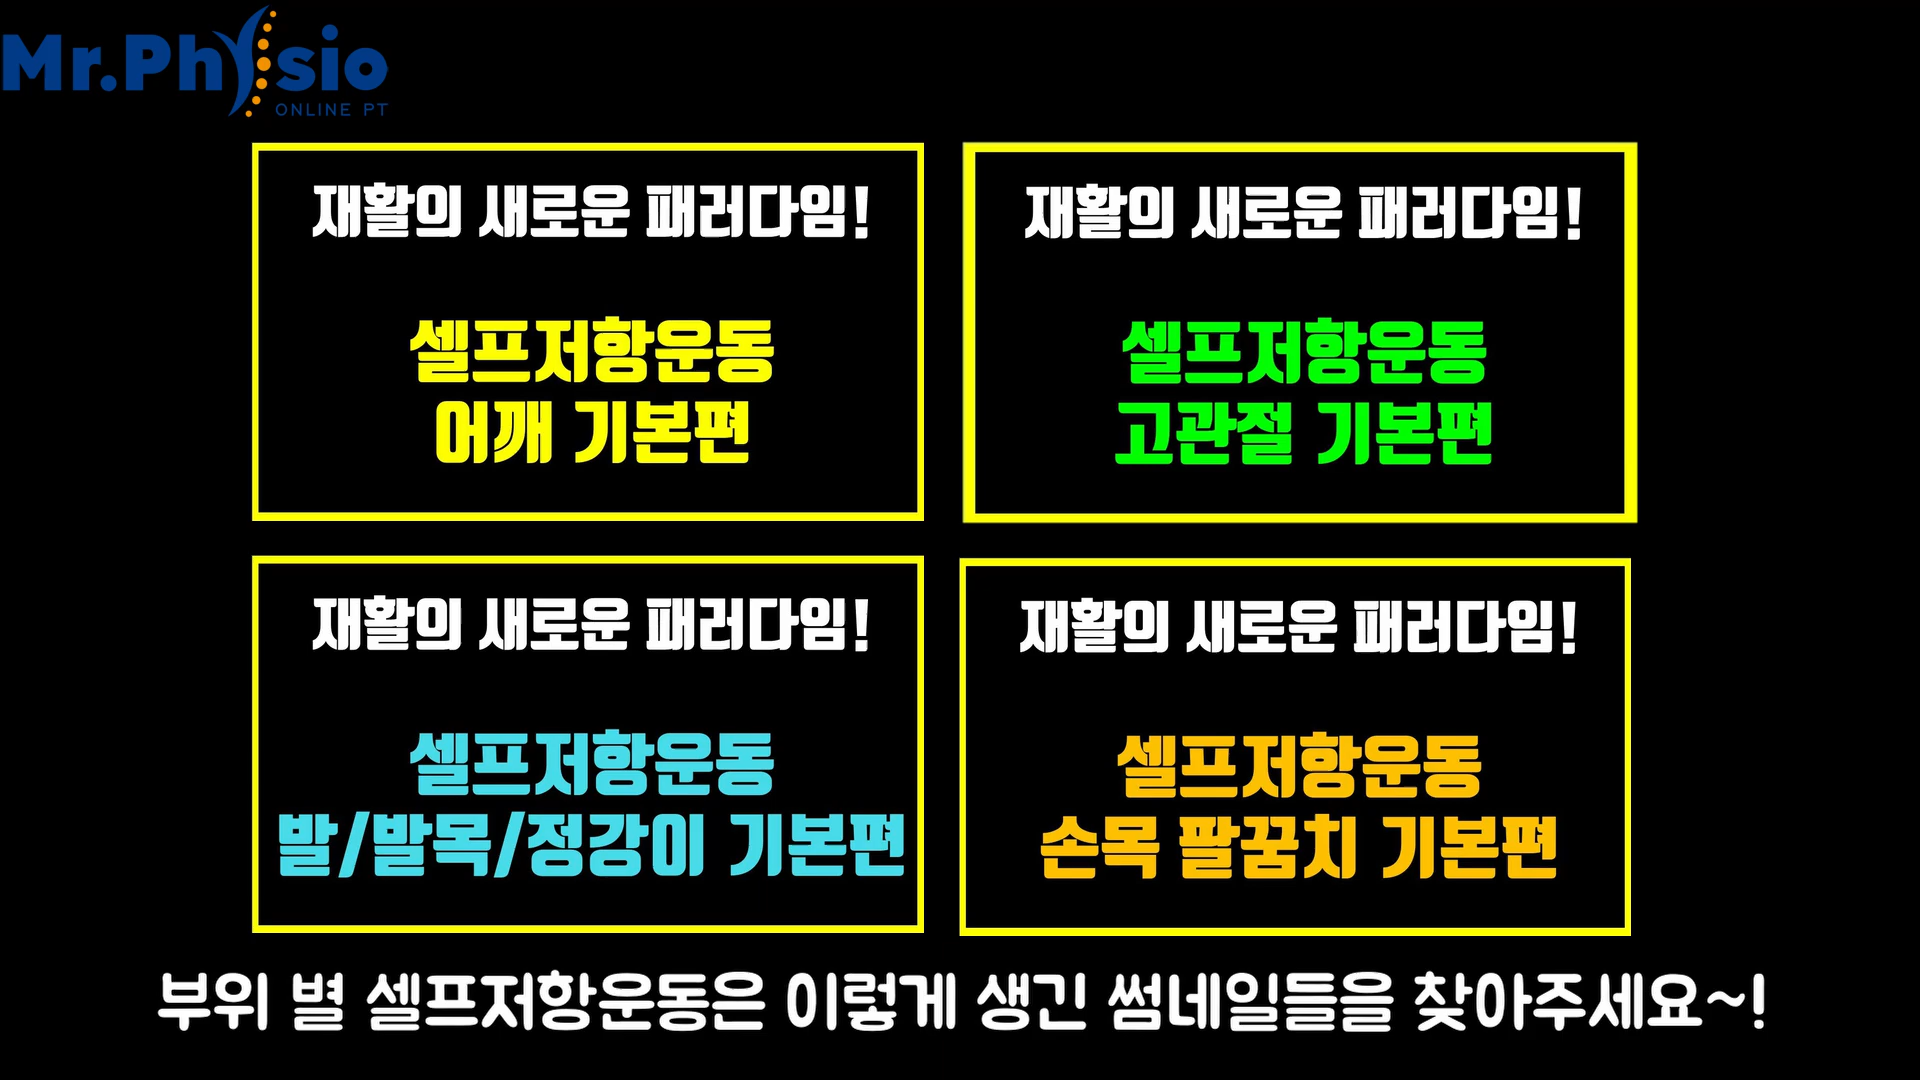 Mr.Physio
ONLINE PT
재활의 새로운 패러다임!
셀프저항운동
어깨 기본편
재활의 새로운 패러다임!
셀프저항운동
고관절 기본편
재활의 새로운 패러다임!
셀프저항운동
발/발목/정강이 기본편
재활의 새로운 패러다임!
셀프저항운동
손목 팔꿈치 기본편
부위 별 셀프저항운동은 이렇게 생긴 썸네일들을 찾아주세요~!